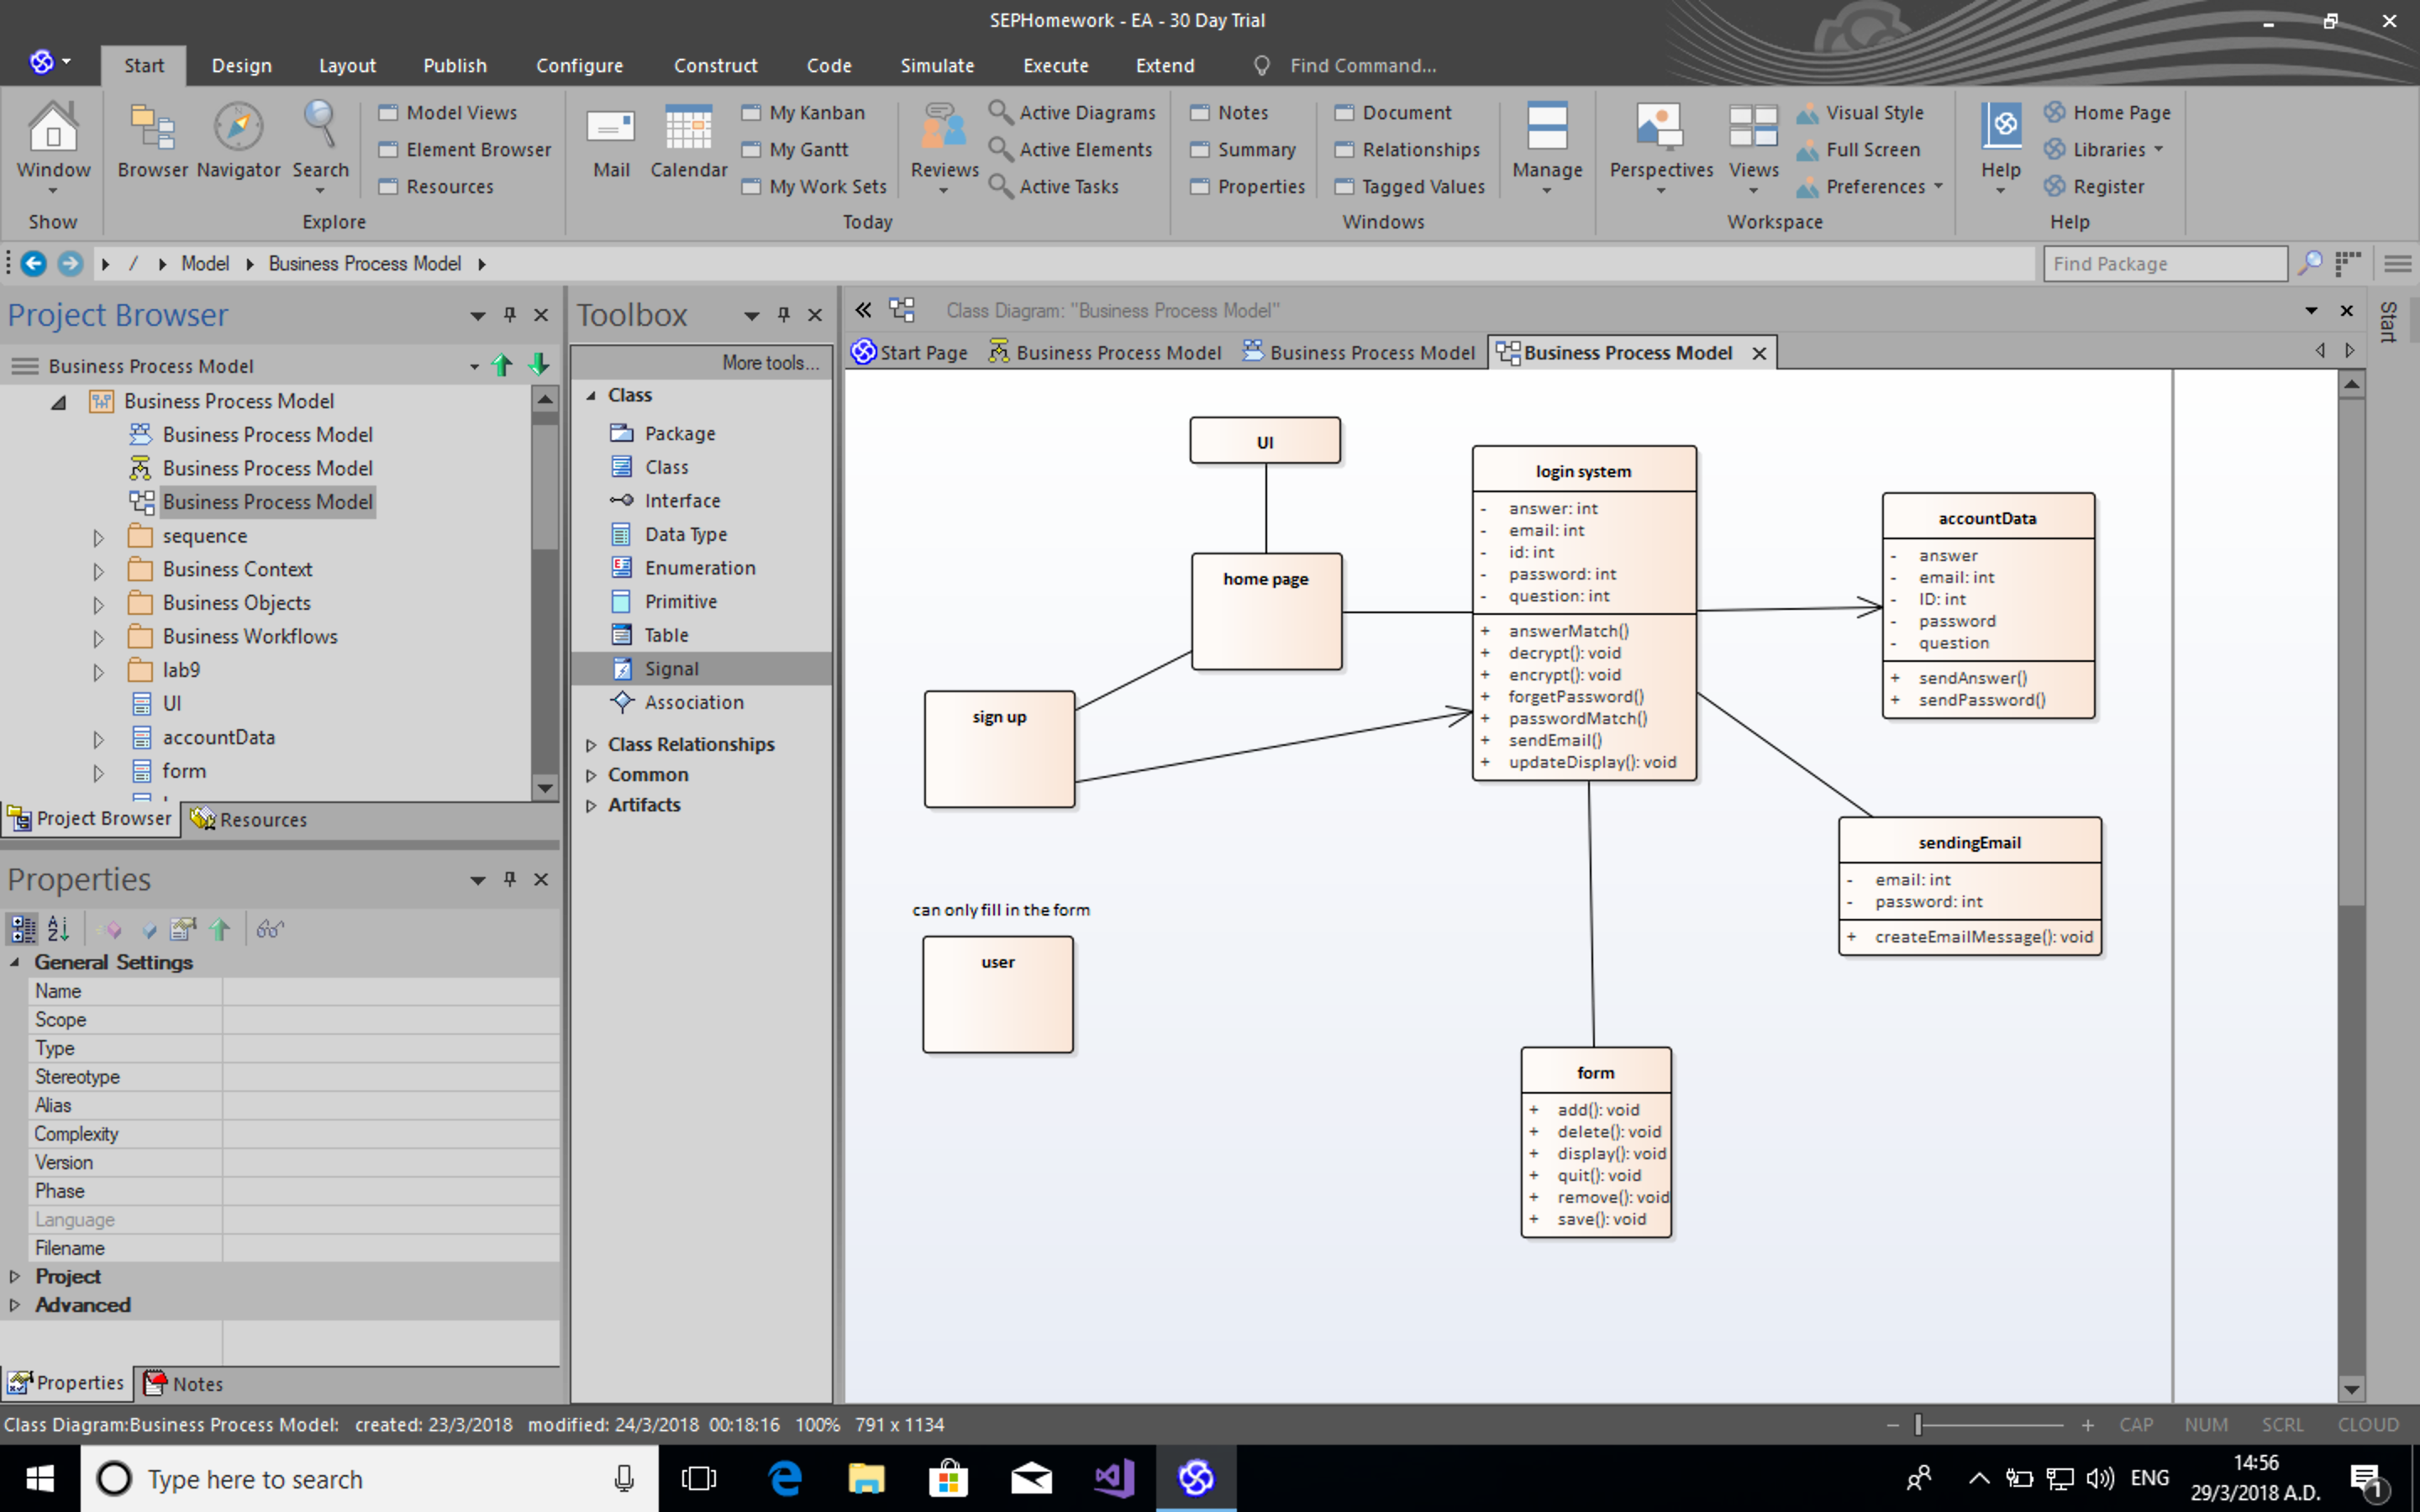 SEPHomework - EA - 30 Day Trial
Start Design Layout Publish Configure Construct Code Simulate Execute Extend Find Command...
Window Browser Navigator Search
Model Views
Element Browser
Resources
Mail Calendar
My Kanban
My Gantt
My Work Sets
Reviews
Active Diagrams
Active Elements
Active Tasks
Notes
Summary
Properties
Document
Relationships
Tagged Values
Manage
Perspectives Views
Visual Style
Full Screen
Preferences
Help
Home Page
Libraries
Register
Show Explore Today Windows Workspace Help
/ Model Business Process Model
Find Package
Project Browser
Business Process Model
Business Process Model
Business Process Model
Business Process Model
Business Process Model
sequence
Business Context
Business Objects
Business Workflows
lab9
UI
accountData
form
Project Browser Resources
Properties
General Settings
Name
Scope
Type
Stereotype
Alias
Complexity
Version
Phase
Language
Filename
Project
Advanced
Properties Notes
Toolbox
More tools...
Class
Package
Class
Interface
Data Type
Enumeration
Primitive
Table
Signal
Association
Class Relationships
Common
Artifacts
Class Diagram: "Business Process Model"
Start Page Business Process Model Business Process Model Business Process Model
Start
UI
home page
sign up
can only fill in the form
user
login system
- answer: int
- email: int
- id: int
- password: int
- question: int
+ answerMatch()
+ decrypt(): void
+ encrypt(): void
+ forgetPassword()
+ passwordMatch()
+ sendEmail()
+ updateDisplay(): void
accountData
- answer
- email: int
- ID: int
- password
- question
+ sendAnswer()
+ sendPassword()
sendingEmail
- email: int
- password: int
+ createEmailMessage(): void
form
+ add(): void
+ delete(): void
+ display(): void
+ quit(): void
+ remove(): void
+ save(): void
Class Diagram:Business Process Model: created: 23/3/2018 modified: 24/3/2018 00:18:16 100% 791 x 1134
CAP NUM SCRL CLOUD
Type here to search
ENG
14:56
29/3/2018 A.D.
1